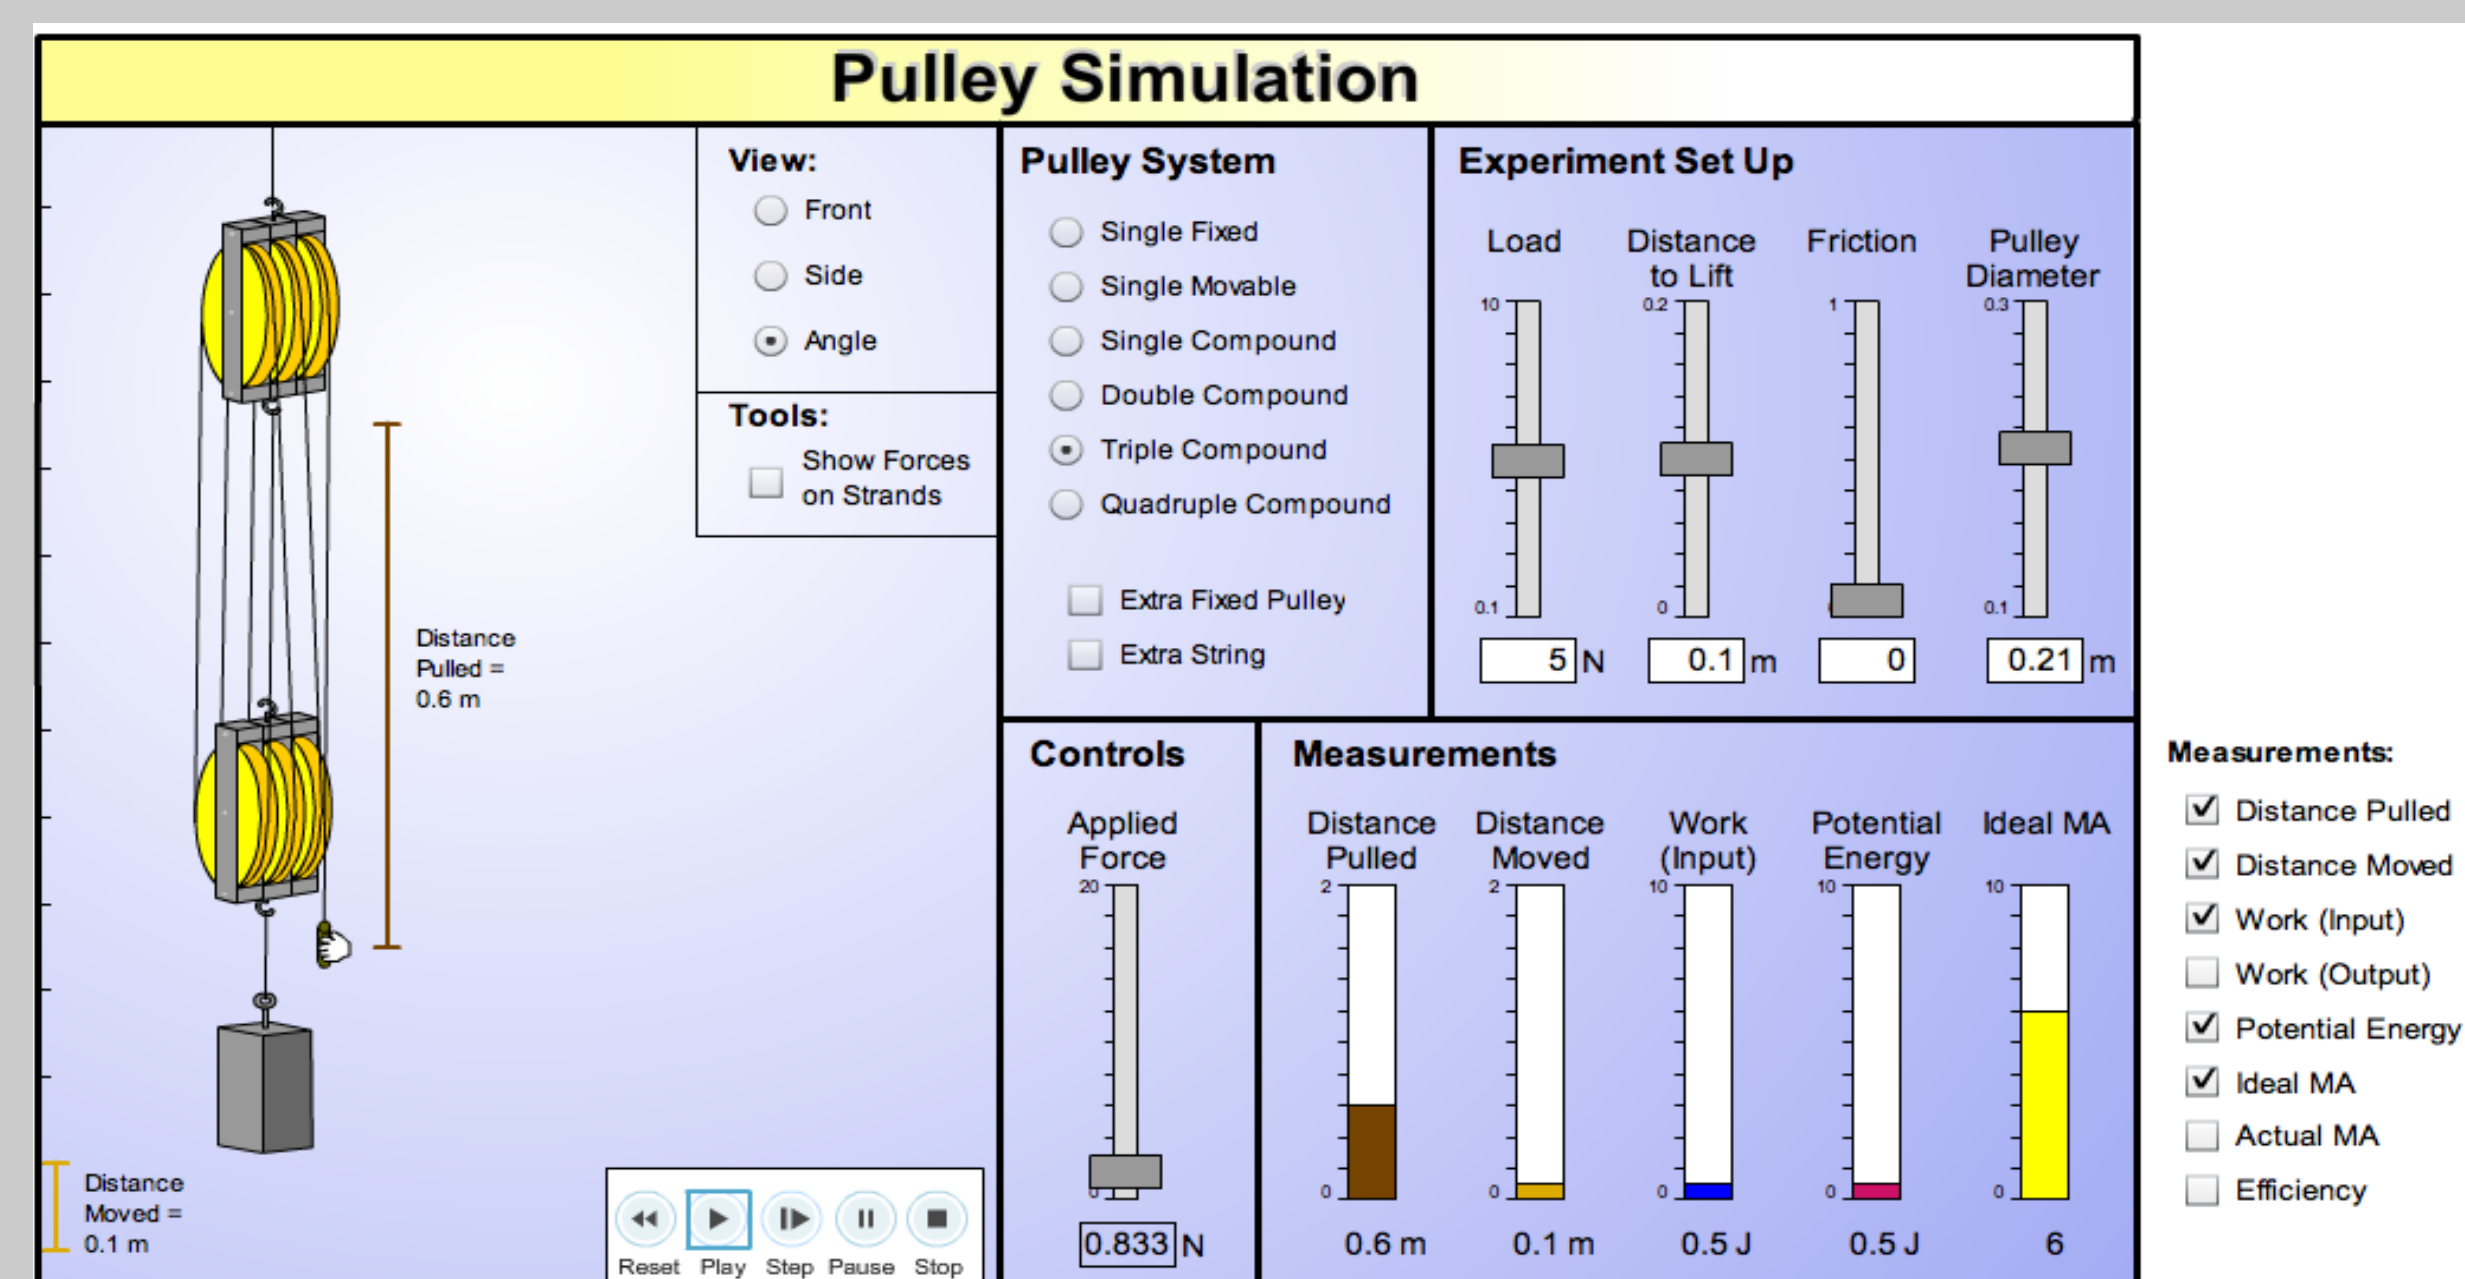 Pulley Simulation
View:
Front
Side
Angle
Tools:
Show Forces
on Strands
Distance
Pulled =
0.6 m
Distance
Moved =
0.1 m
Reset Play Step Pause Stop
Pulley System
Single Fixed
Single Movable
Single Compound
Double Compound
Triple Compound
Quadruple Compound
Extra Fixed Pulley
Extra String
Experiment Set Up
Load
10
0.1
5 N
Distance
to Lift
0.2
0
0.1 m
Friction
1
0
Pulley
Diameter
0.3
0.1
0.21 m
Controls
Applied
Force
20
0
0.833 N
Measurements
Distance
Pulled
2
0
0.6 m
Distance
Moved
2
0
0.1 m
Work
(Input)
10
0
0.5 J
Potential
Energy
10
0
0.5 J
Ideal MA
10
0
6
Measurements:
Distance Pulled
Distance Moved
Work (Input)
Work (Output)
Potential Energy
Ideal MA
Actual MA
Efficiency